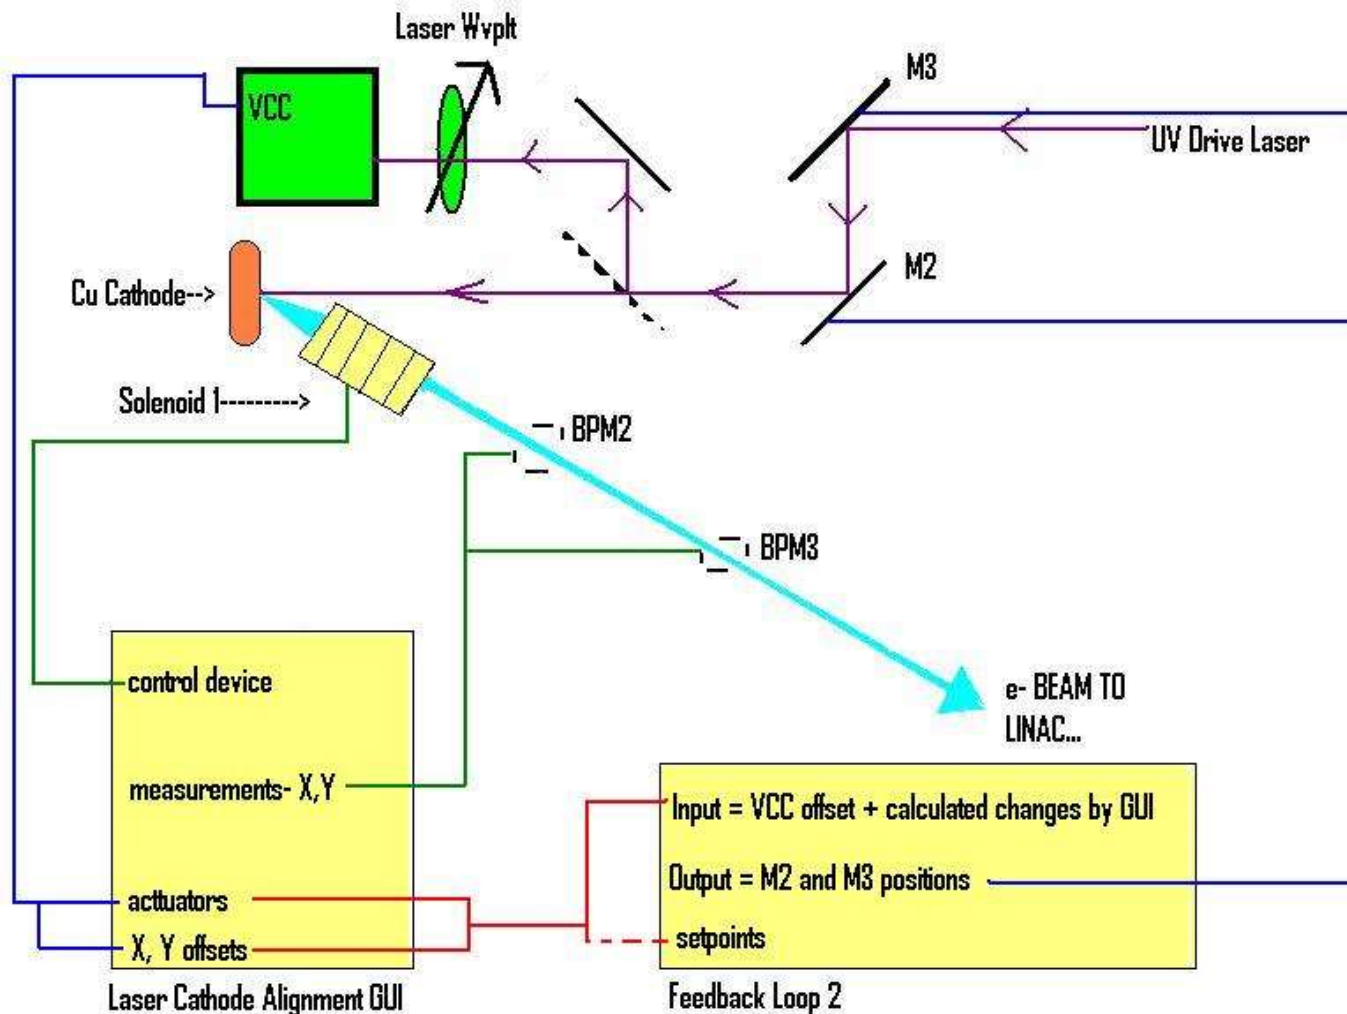 Laser Wvplt
M3
VCC
UV Drive Laser
M2
Cu Cathode-->
Solenoid 1--------->
BPM2
BPM3
e- BEAM TO
LINAC...
control device
measurements- X,Y
acttuators
X, Y offsets
Laser Cathode Alignment GUI
Input = VCC offset + calculated changes by GUI
Output = M2 and M3 positions
setpoints
Feedback Loop 2